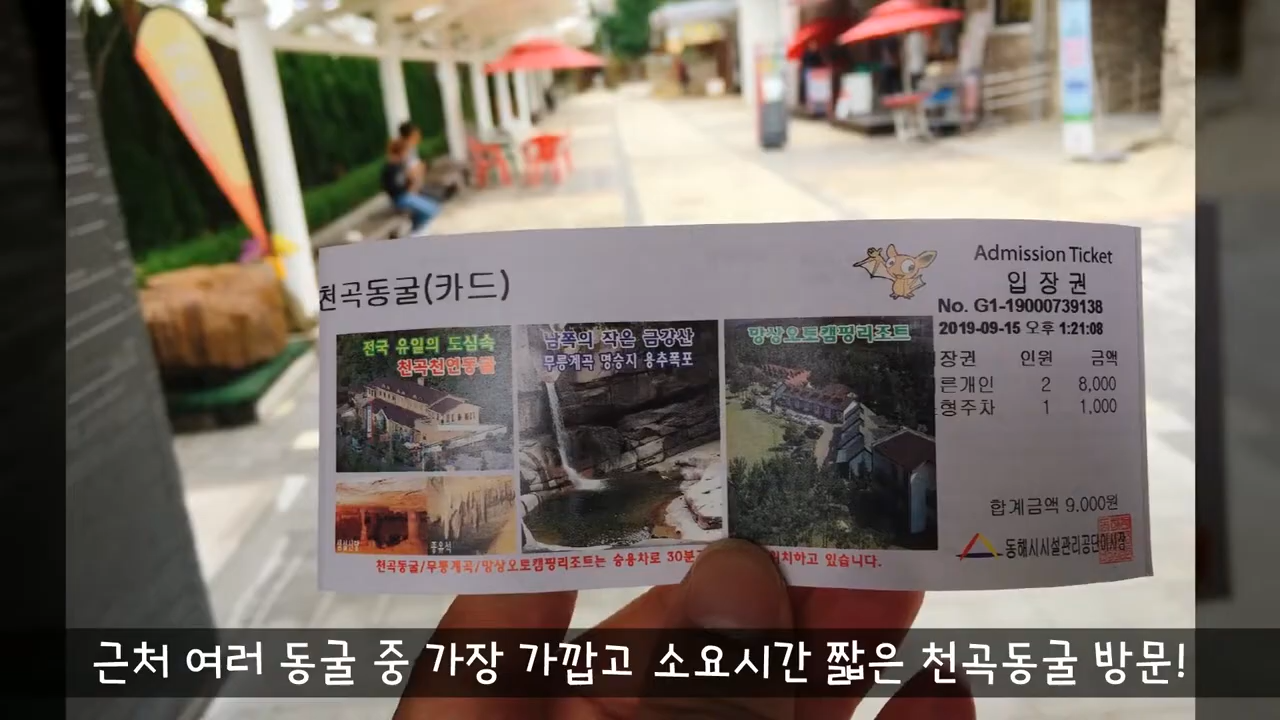 Admission Ticket
천곡동굴(카드)
입 장 권
No. G1-19000739138
2019-09-15 오후 1:21:08
전국 유일의 도심속
천곡천연동굴
남쪽의 작은 금강산
무릉계곡 명승지 용추폭포
망상오토캠핑리조트
장권 인원 금액
른개인 2 8,000
형주차 1 1,000
합계금액 9,000원
동해시시설관리공단
천곡동굴/무릉계곡/망상오토캠핑리조트는 승용차로 30분 치하고 있습니다.
근처 여러 동굴 중 가장 가깝고 소요시간 짧은 천곡동굴 방문!